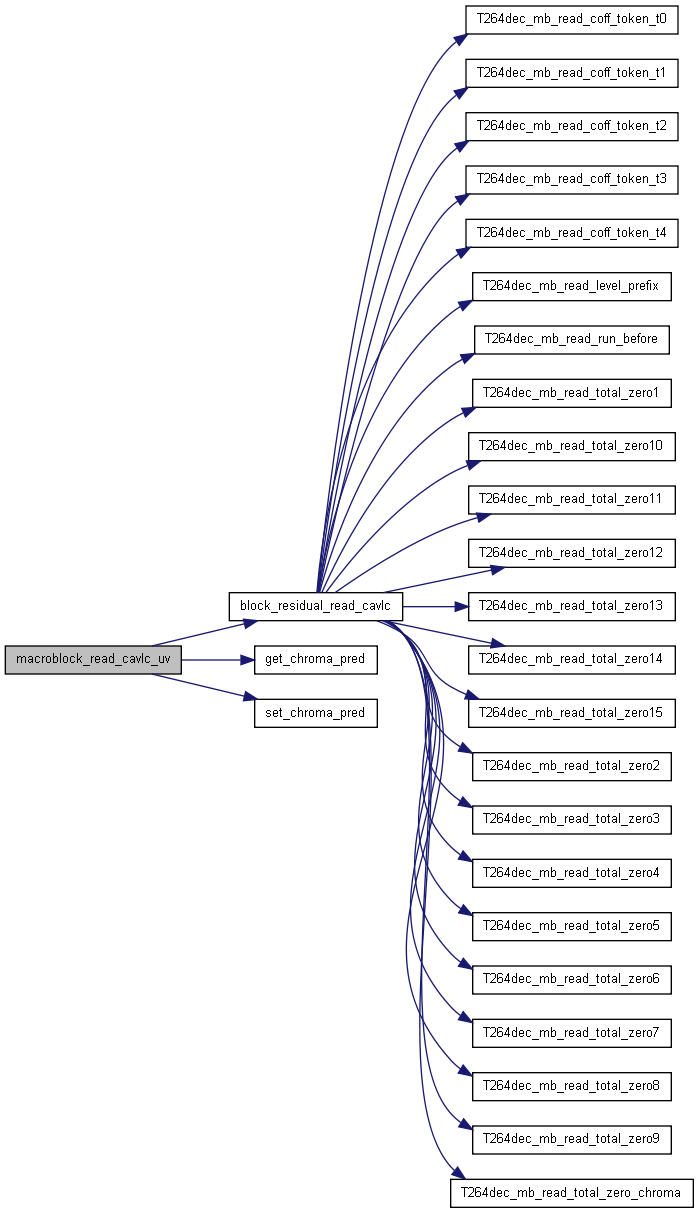 T264dec_mb_read_coff_token_t0
T264dec_mb_read_coff_token_t1
T264dec_mb_read_coff_token_t2
T264dec_mb_read_coff_token_t3
T264dec_mb_read_coff_token_t4
T264dec_mb_read_level_prefix
T264dec_mb_read_run_before
T264dec_mb_read_total_zero1
T264dec_mb_read_total_zero10
T264dec_mb_read_total_zero11
T264dec_mb_read_total_zero12
block_residual_read_cavlc
T264dec_mb_read_total_zero13
macroblock_read_cavlc_uv
get_chroma_pred
T264dec_mb_read_total_zero14
set_chroma_pred
T264dec_mb_read_total_zero15
T264dec_mb_read_total_zero2
T264dec_mb_read_total_zero3
T264dec_mb_read_total_zero4
T264dec_mb_read_total_zero5
T264dec_mb_read_total_zero6
T264dec_mb_read_total_zero7
T264dec_mb_read_total_zero8
T264dec_mb_read_total_zero9
T264dec_mb_read_total_zero_chroma